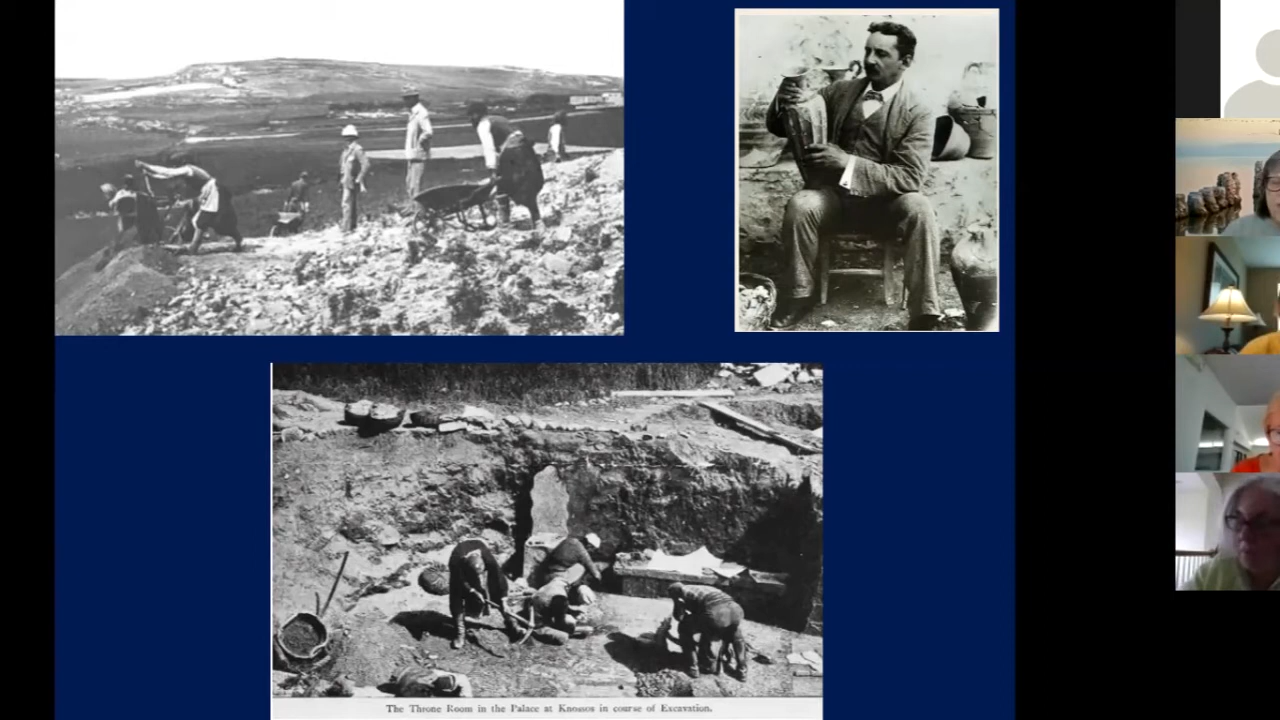 The Throne Room in the Palace at Knossos in course of Excavation.